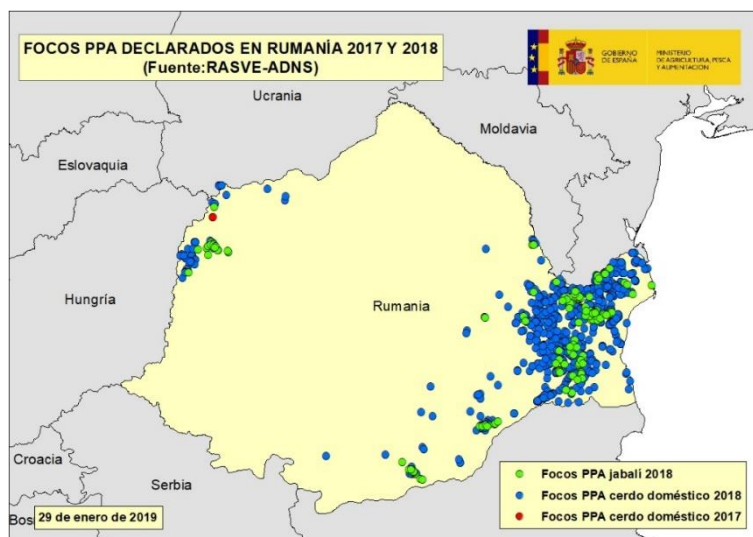 FOCOS PPA DECLARADOS EN RUMANÍA 2017 Y 2018
(Fuente:RASVE-ADNS)
GOBIERNO
DE ESPAÑA
MINISTERIO
DE AGRICULTURA, PESCA
Y ALIMENTACIÓN
Ucrania
Moldavia
Eslovaquia
Hungría
Rumania
Croacia
Serbia
Bos
29 de enero de 2019
Focos PPA jabalí 2018
Focos PPA cerdo doméstico 2018
Focos PPA cerdo doméstico 2017